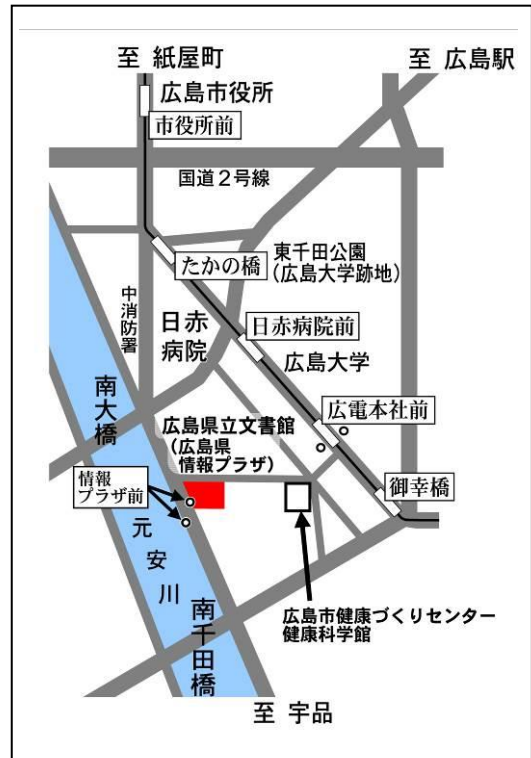 至 紙屋町
至 広島駅
広島市役所
市役所前
国道２号線
たかの橋
東千田公園
（広島大学跡地）
中消防署
日赤
病院
日赤病院前
広島大学
南大橋
広島県立文書館
（広島県
情報プラザ）
広電本社前
情報
プラザ前
御幸橋
元安川
広島市健康づくりセンター
健康科学館
南千田橋
至 宇品